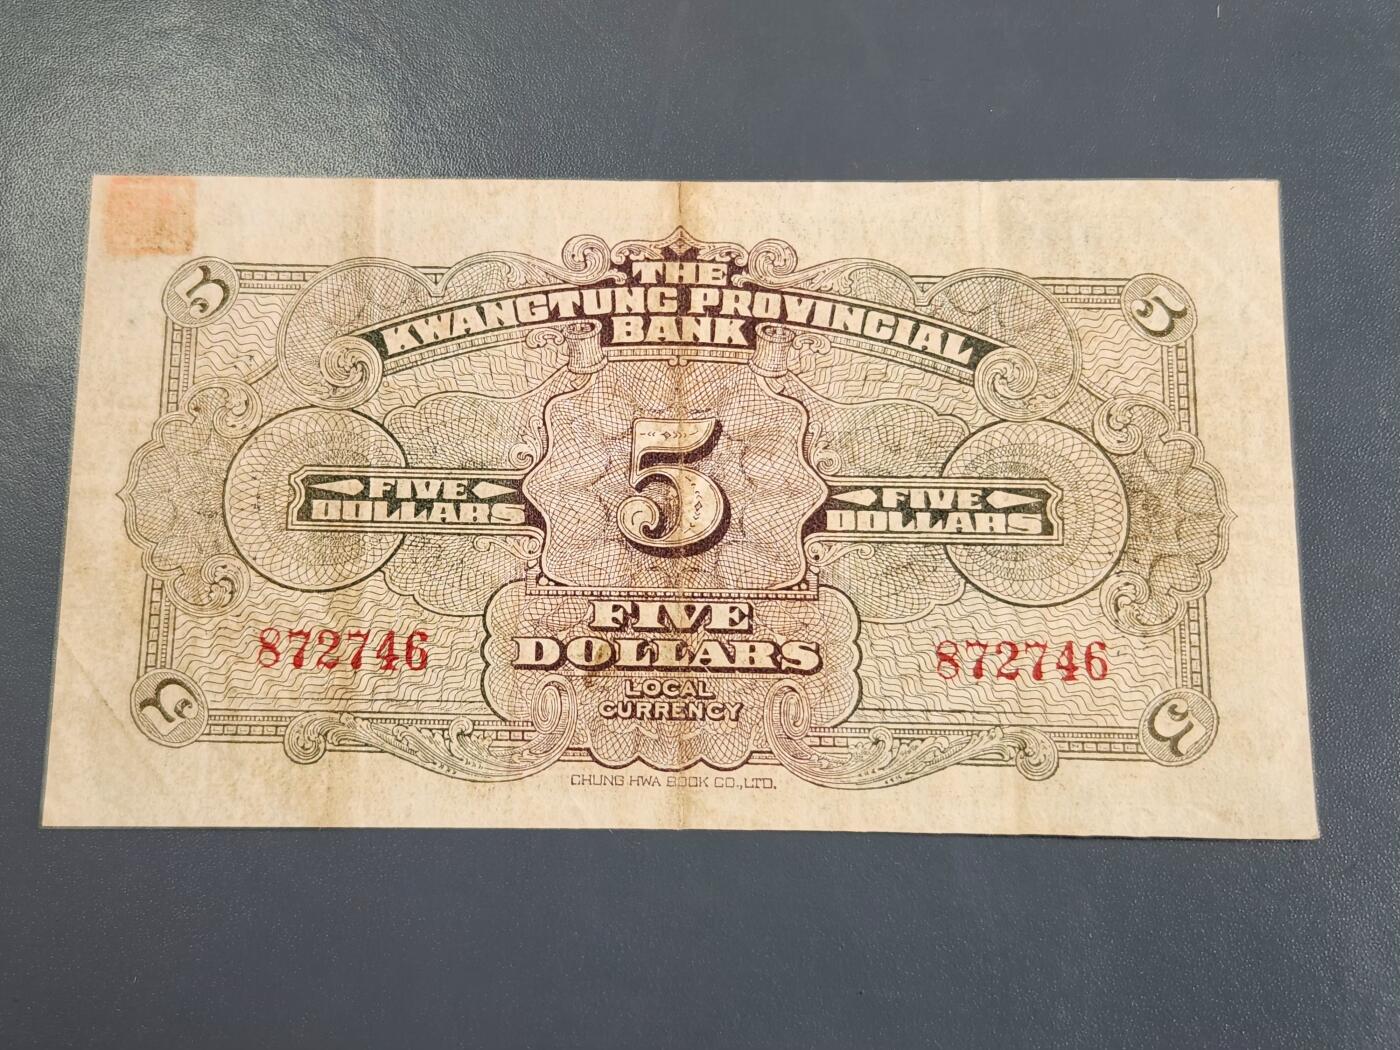 5
5
THE
KWANGTUNG PROVINCIAL
BANK
5
FIVE
DOLLARS
FIVE
DOLLARS
FIVE
DOLLARS
872746
872746
LOCAL
CURRENCY
5
5
CHUNG HWA BOOK CO.,LTD.